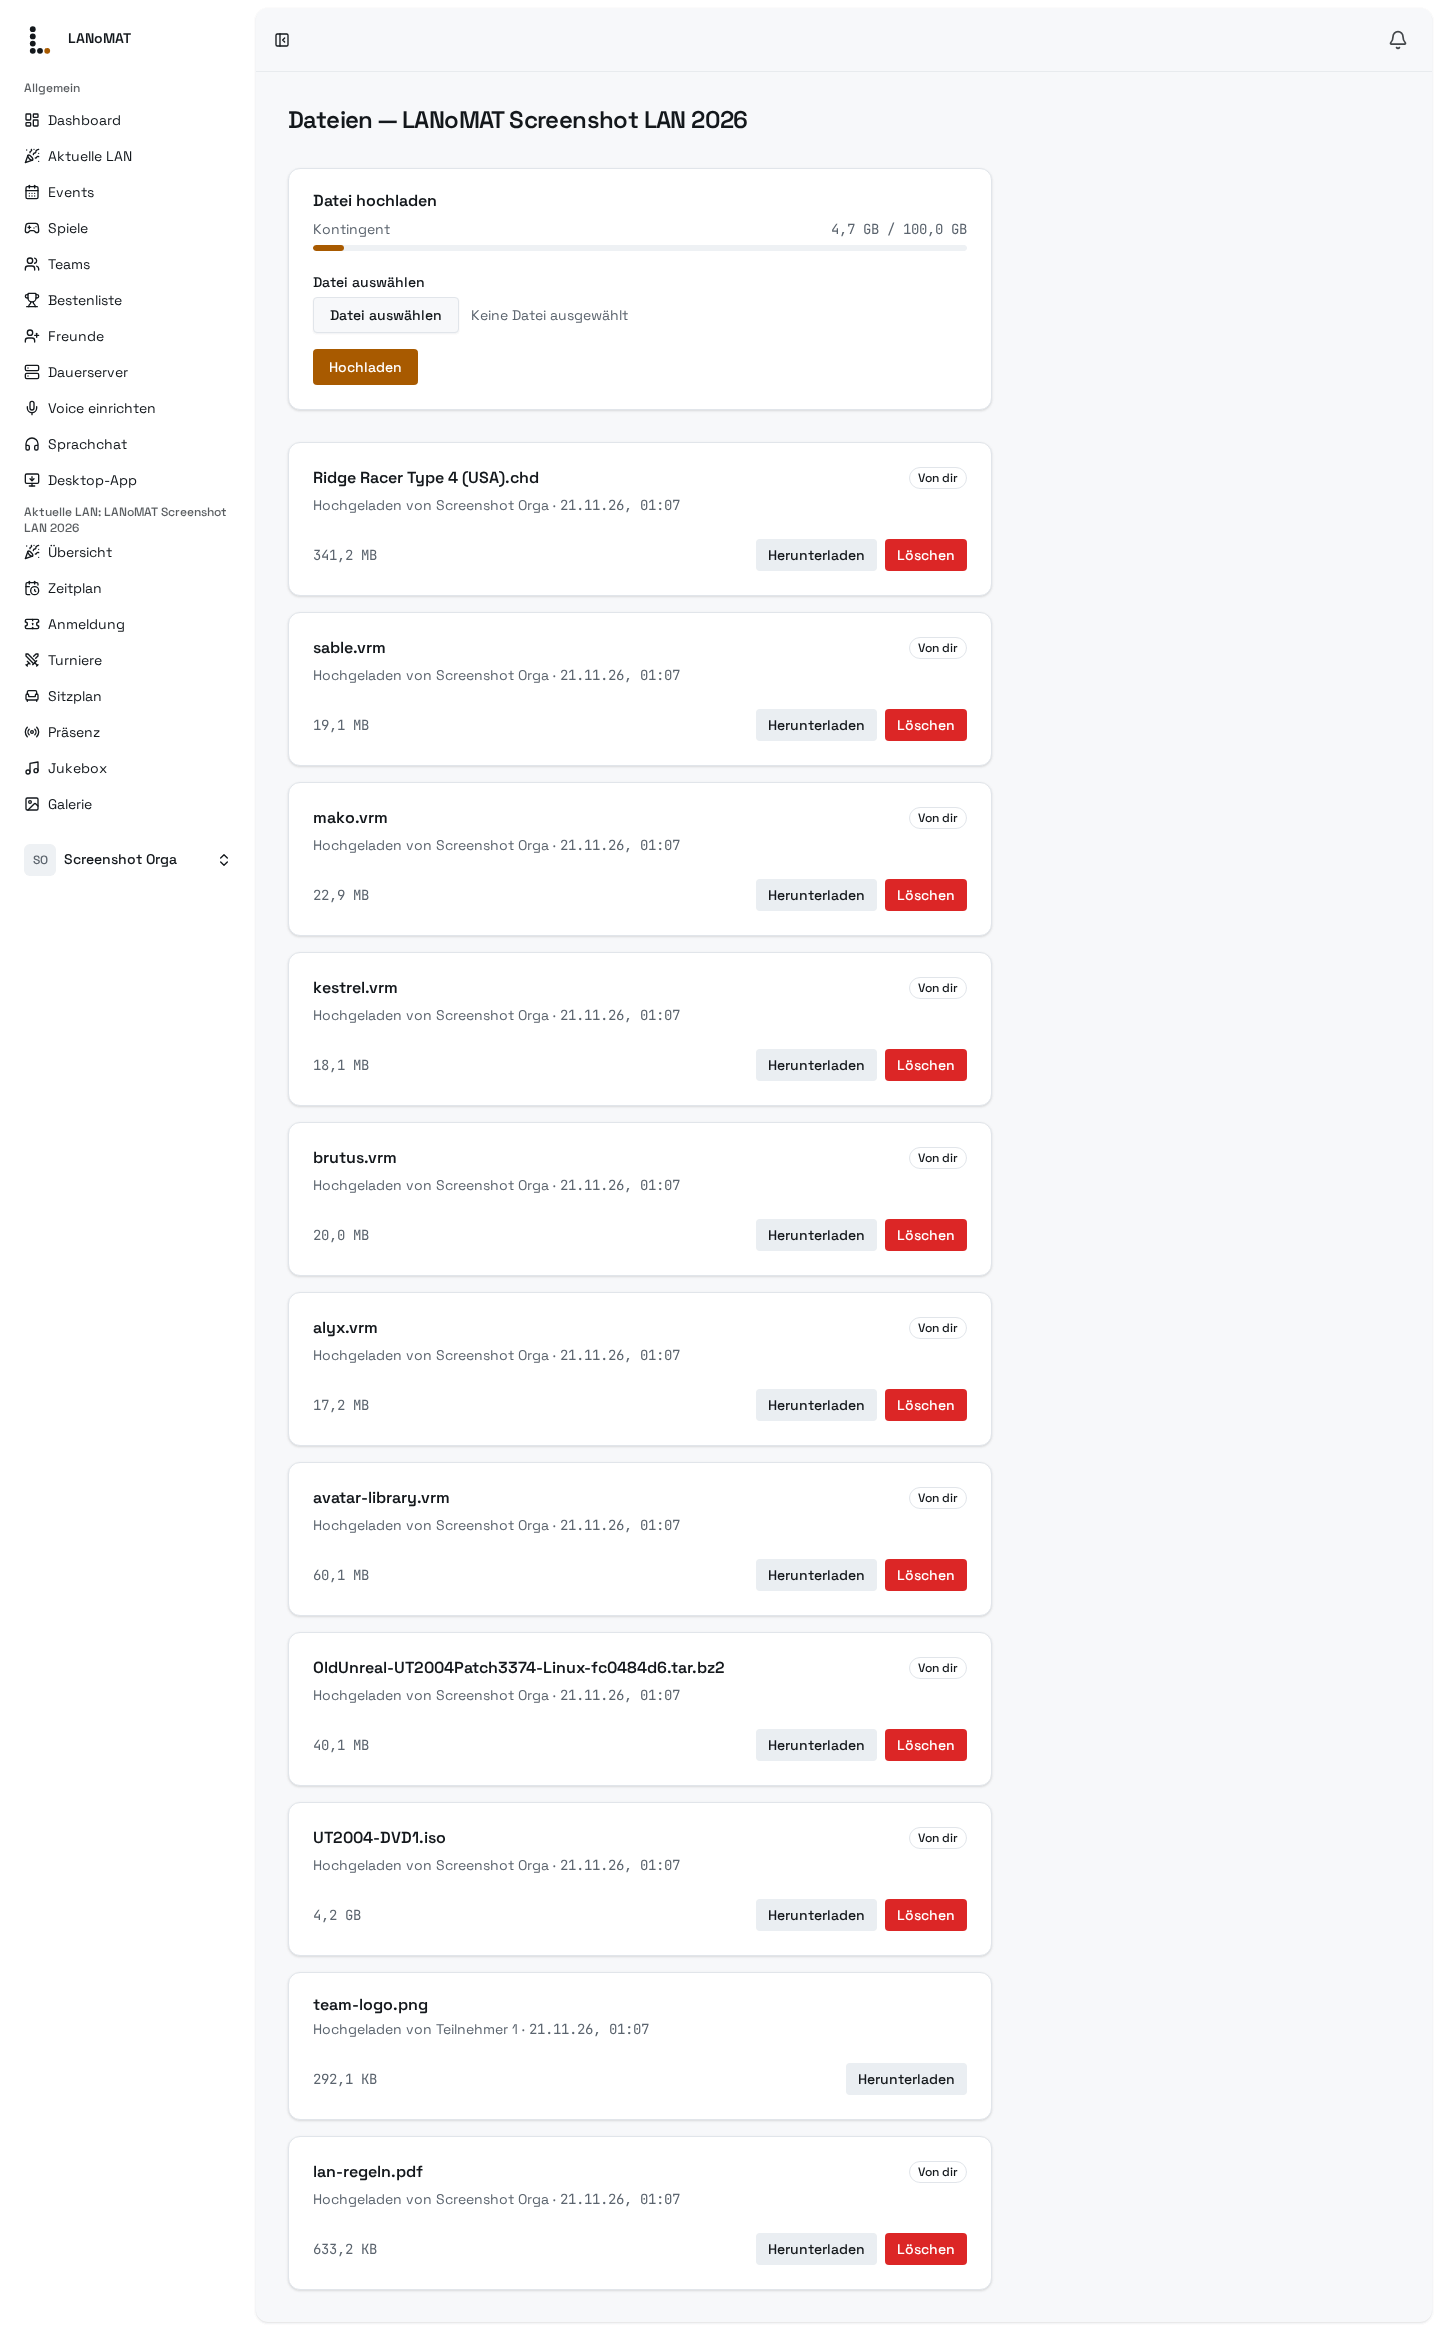 LANoMAT
Allgemein
Dashboard
Aktuelle LAN
Events
Spiele
Teams
Bestenliste
Freunde
Dauerserver
Voice einrichten
Sprachchat
Desktop-App
Aktuelle LAN: LANoMAT Screenshot
LAN 2026
Übersicht
Zeitplan
Anmeldung
Turniere
Sitzplan
Präsenz
Jukebox
Galerie
SO Screenshot Orga
Dateien — LANoMAT Screenshot LAN 2026
Datei hochladen
Kontingent 4,7 GB / 100,0 GB
Datei auswählen
Datei auswählen Keine Datei ausgewählt
Hochladen
Ridge Racer Type 4 (USA).chd Von dir
Hochgeladen von Screenshot Orga · 21.11.26, 01:07
341,2 MB Herunterladen Löschen
sable.vrm Von dir
Hochgeladen von Screenshot Orga · 21.11.26, 01:07
19,1 MB Herunterladen Löschen
mako.vrm Von dir
Hochgeladen von Screenshot Orga · 21.11.26, 01:07
22,9 MB Herunterladen Löschen
kestrel.vrm Von dir
Hochgeladen von Screenshot Orga · 21.11.26, 01:07
18,1 MB Herunterladen Löschen
brutus.vrm Von dir
Hochgeladen von Screenshot Orga · 21.11.26, 01:07
20,0 MB Herunterladen Löschen
alyx.vrm Von dir
Hochgeladen von Screenshot Orga · 21.11.26, 01:07
17,2 MB Herunterladen Löschen
avatar-library.vrm Von dir
Hochgeladen von Screenshot Orga · 21.11.26, 01:07
60,1 MB Herunterladen Löschen
OldUnreal-UT2004Patch3374-Linux-fc0484d6.tar.bz2 Von dir
Hochgeladen von Screenshot Orga · 21.11.26, 01:07
40,1 MB Herunterladen Löschen
UT2004-DVD1.iso Von dir
Hochgeladen von Screenshot Orga · 21.11.26, 01:07
4,2 GB Herunterladen Löschen
team-logo.png
Hochgeladen von Teilnehmer 1 · 21.11.26, 01:07
292,1 KB Herunterladen
lan-regeln.pdf Von dir
Hochgeladen von Screenshot Orga · 21.11.26, 01:07
633,2 KB Herunterladen Löschen